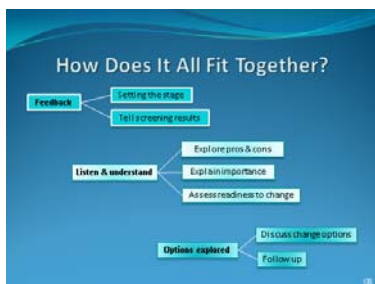 How Does It All Fit Together?
Feedback
Setting the stage
Tell screening results
Listen & understand
Explore pros & cons
Explain importance
Assess readiness to change
Options explored
Discuss change options
Follow up